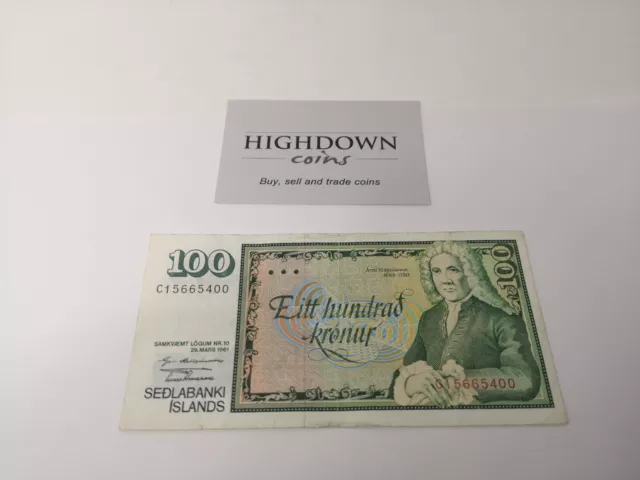 HIGHDOWN
coins
Buy, sell and trade coins
100
C15665400
SAMKVÆMT LÖGUM NR.10
29. MARS 1961
SEÐLABANKI
ÍSLANDS
Eitt hundrað
krónur
100
C15665400